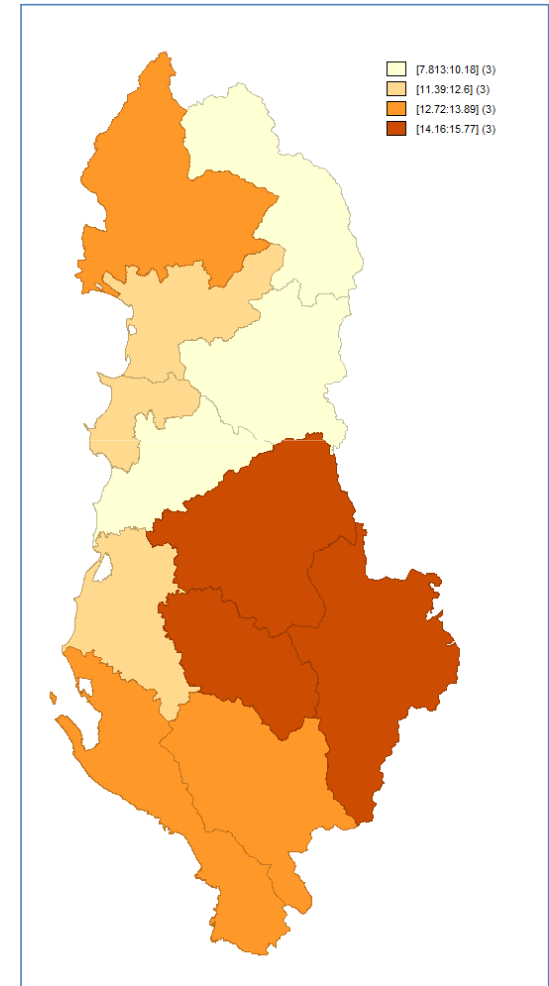 [7.813:10.18] (3)
[11.39:12.6] (3)
[12.72:13.89] (3)
[14.16:15.77] (3)